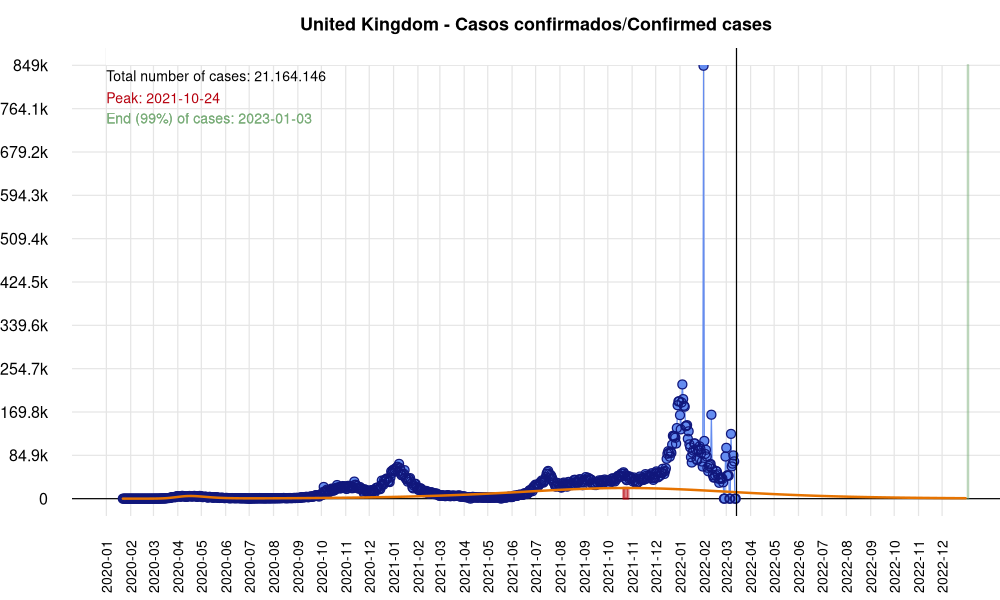 United Kingdom - Casos confirmados/Confirmed cases
849k
Total number of cases: 21.164.146
Peak: 2021-10-24
764.1k
End (99%) of cases: 2023-01-03
679.2k
594.3k
509.4k
424.5k
339.6k
254.7k
169.8k
84.9k
0
2020-01
2020-02
2020-03
2020-04
2020-05
2020-06
2020-07
2020-08
2020-09
2020-10
2020-11
2020-12
2021-01
2021-02
2021-03
2021-04
2021-05
2021-06
2021-07
2021-08
2021-09
2021-10
2021-11
2021-12
2022-01
2022-02
2022-03
2022-04
2022-05
2022-06
2022-07
2022-08
2022-09
2022-10
2022-11
2022-12